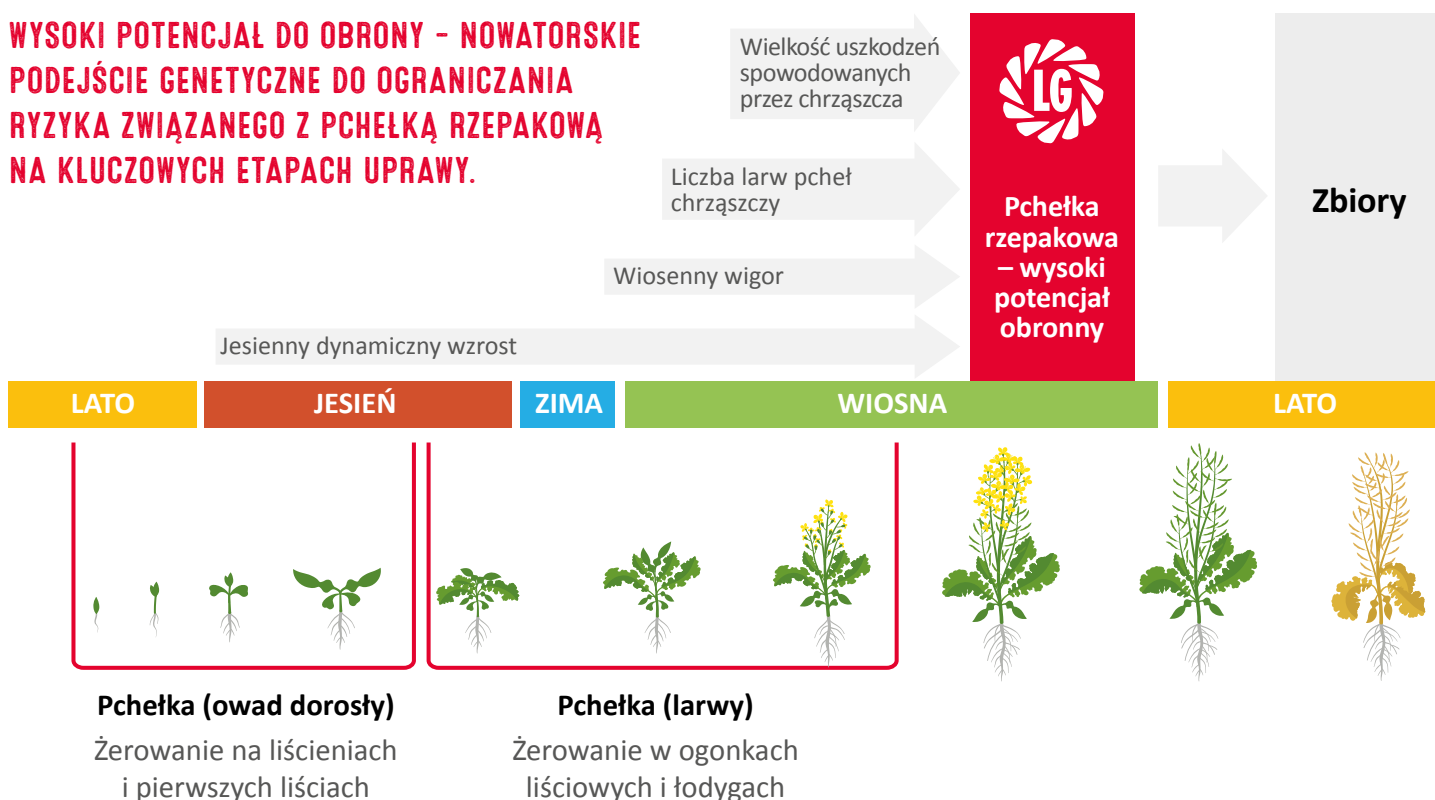 WYSOKI POTENCJAŁ DO OBRONY - NOWATORSKIE
PODEJŚCIE GENETYCZNE DO OGRANICZANIA
RYZYKA ZWIĄZANEGO Z PCHEŁKĄ RZEPAKOWĄ
NA KLUCZOWYCH ETAPACH UPRAWY.
Wielkość uszkodzeń
spowodowanych
przez chrząszcza
Liczba larw pcheł
chrząszczy
Wiosenny wigor
Jesienny dynamiczny wzrost
LG
Pchełka
rzepakowa
– wysoki
potencjał
obronny
Zbiory
LATO
JESIEŃ
ZIMA
WIOSNA
LATO
Pchełka (owad dorosły)
Żerowanie na liścieniach
i pierwszych liściach
Pchełka (larwy)
Żerowanie w ogonkach
liściowych i łodygach